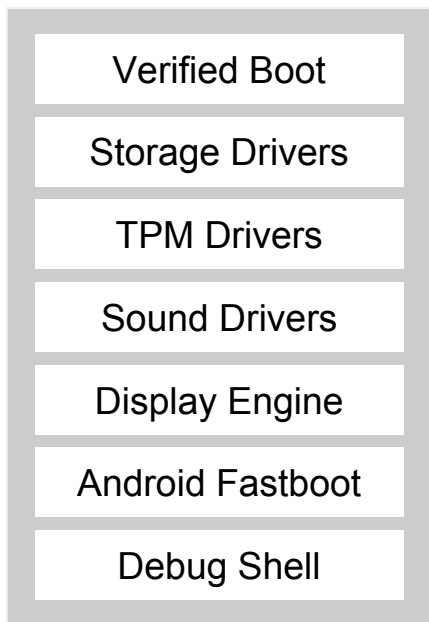 Verified Boot
Storage Drivers
TPM Drivers
Sound Drivers
Display Engine
Android Fastboot
Debug Shell